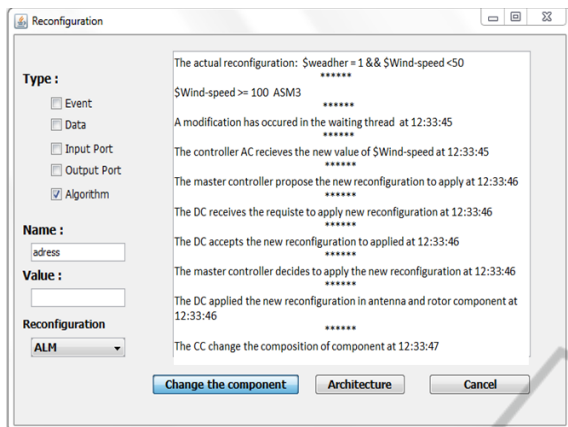 Reconfiguration
Type :
Event
Data
Input Port
Output Port
Algorithm
Name :
adress
Value :
Reconfiguration
ALM
The actual reconfiguration: $weadher = 1 && $Wind-speed <50
******
$Wind-speed >= 100 ASM3
******
A modification has occured in the waiting thread at 12:33:45
******
The controller AC recieves the new value of $Wind-speed at 12:33:45
******
The master controller propose the new reconfiguration to apply at 12:33:46
******
The DC receives the requiste to apply new reconfiguration at 12:33:46
******
The DC accepts the new reconfiguration to applied at 12:33:46
******
The master controller decides to apply the new reconfiguration at 12:33:46
******
The DC applied the new reconfiguration in antenna and rotor component at
12:33:46
******
The CC change the composition of component at 12:33:47
Change the component
Architecture
Cancel